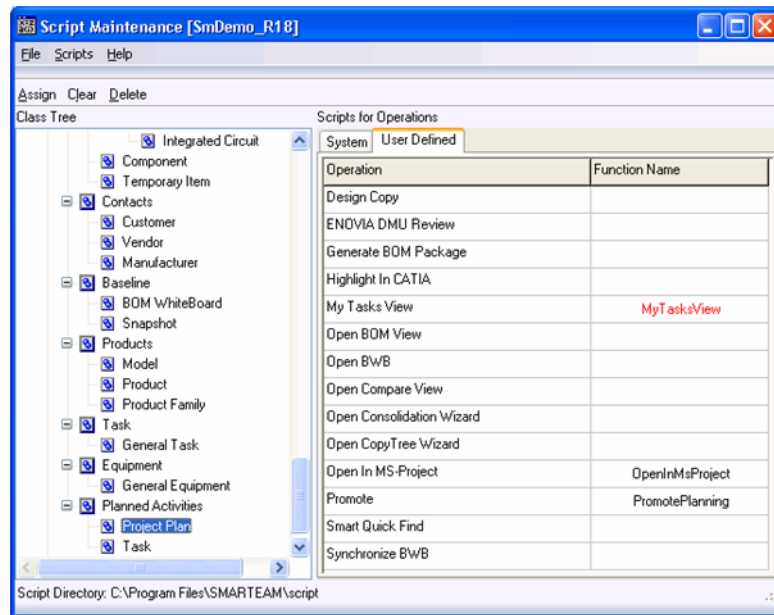 Script Maintenance [SmDemo_R18]
File Scripts Help
Assign Clear Delete
Class Tree
Integrated Circuit
Component
Temporary Item
Contacts
Customer
Vendor
Manufacturer
Baseline
BOM WhiteBoard
Snapshot
Products
Model
Product
Product Family
Task
General Task
Equipment
General Equipment
Planned Activities
Project Plan
Task
Scripts for Operations
System User Defined
Operation Function Name
Design Copy
ENOVIA DMU Review
Generate BOM Package
Highlight In CATIA
My Tasks View MyTasksView
Open BOM View
Open BWB
Open Compare View
Open Consolidation Wizard
Open CopyTree Wizard
Open In MS-Project OpenInMsProject
Promote PromotePlanning
Smart Quick Find
Synchronize BWB
Script Directory: C:\Program Files\SMARTEAM\script